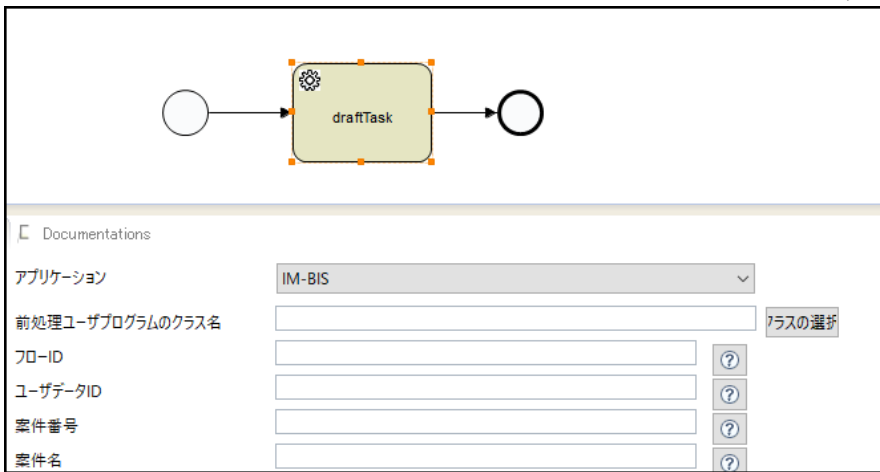 draftTask
Documentations
アプリケーション
IM-BIS
前処理ユーザプログラムのクラス名
クラスの選択
フローID
ユーザデータID
案件番号
案件名